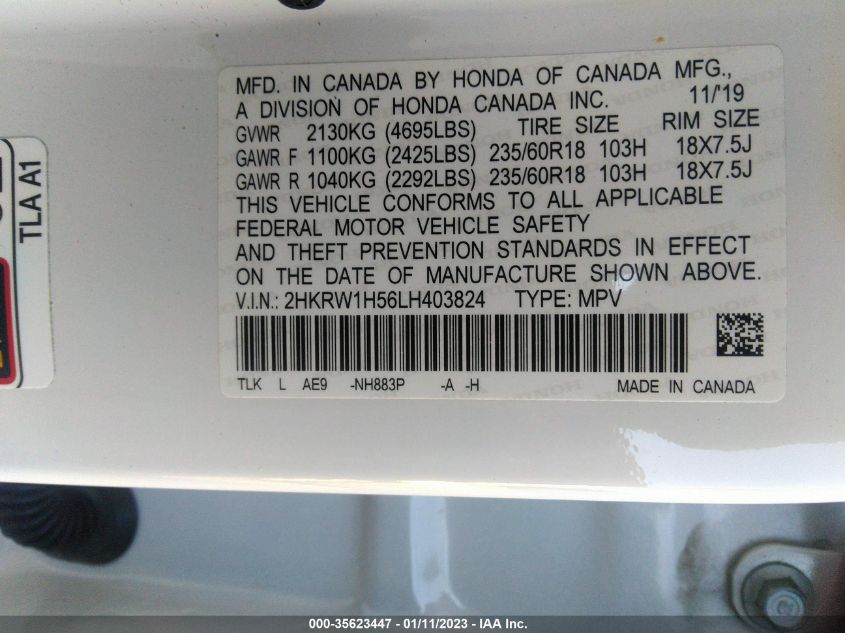 MFD. IN CANADA BY HONDA OF CANADA MFG.,
A DIVISION OF HONDA CANADA INC. 11/'19
GVWR 2130KG (4695LBS) TIRE SIZE RIM SIZE
GAWR F 1100KG (2425LBS) 235/60R18 103H 18X7.5J
GAWR R 1040KG (2292LBS) 235/60R18 103H 18X7.5J
THIS VEHICLE CONFORMS TO ALL APPLICABLE
FEDERAL MOTOR VEHICLE SAFETY
AND THEFT PREVENTION STANDARDS IN EFFECT
ON THE DATE OF MANUFACTURE SHOWN ABOVE.
V.I.N.: 2HKRW1H56LH403824 TYPE: MPV
TLK L AE9 -NH883P -A -H MADE IN CANADA
TLA A1
000-35623447 - 01/11/2023 - IAA Inc.